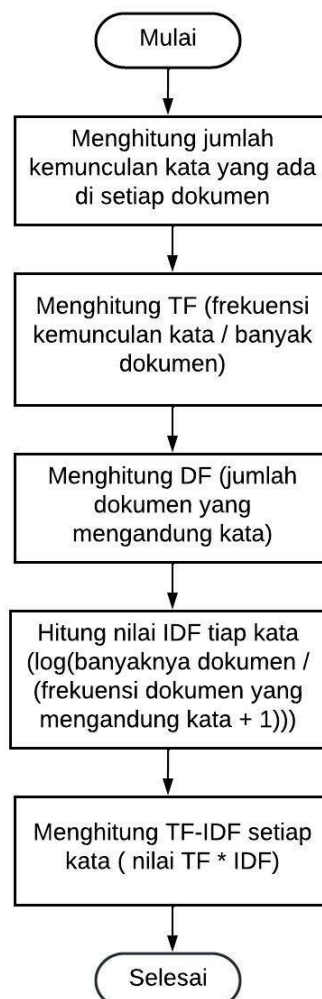 Mulai
Menghitung jumlah
kemunculan kata yang ada
di setiap dokumen
Menghitung TF (frekuensi
kemunculan kata / banyak
dokumen)
Menghitung DF (jumlah
dokumen yang
mengandung kata)
Hitung nilai IDF tiap kata
(log(banyaknya dokumen /
(frekuensi dokumen yang
mengandung kata + 1)))
Menghitung TF-IDF setiap
kata ( nilai TF * IDF)
Selesai